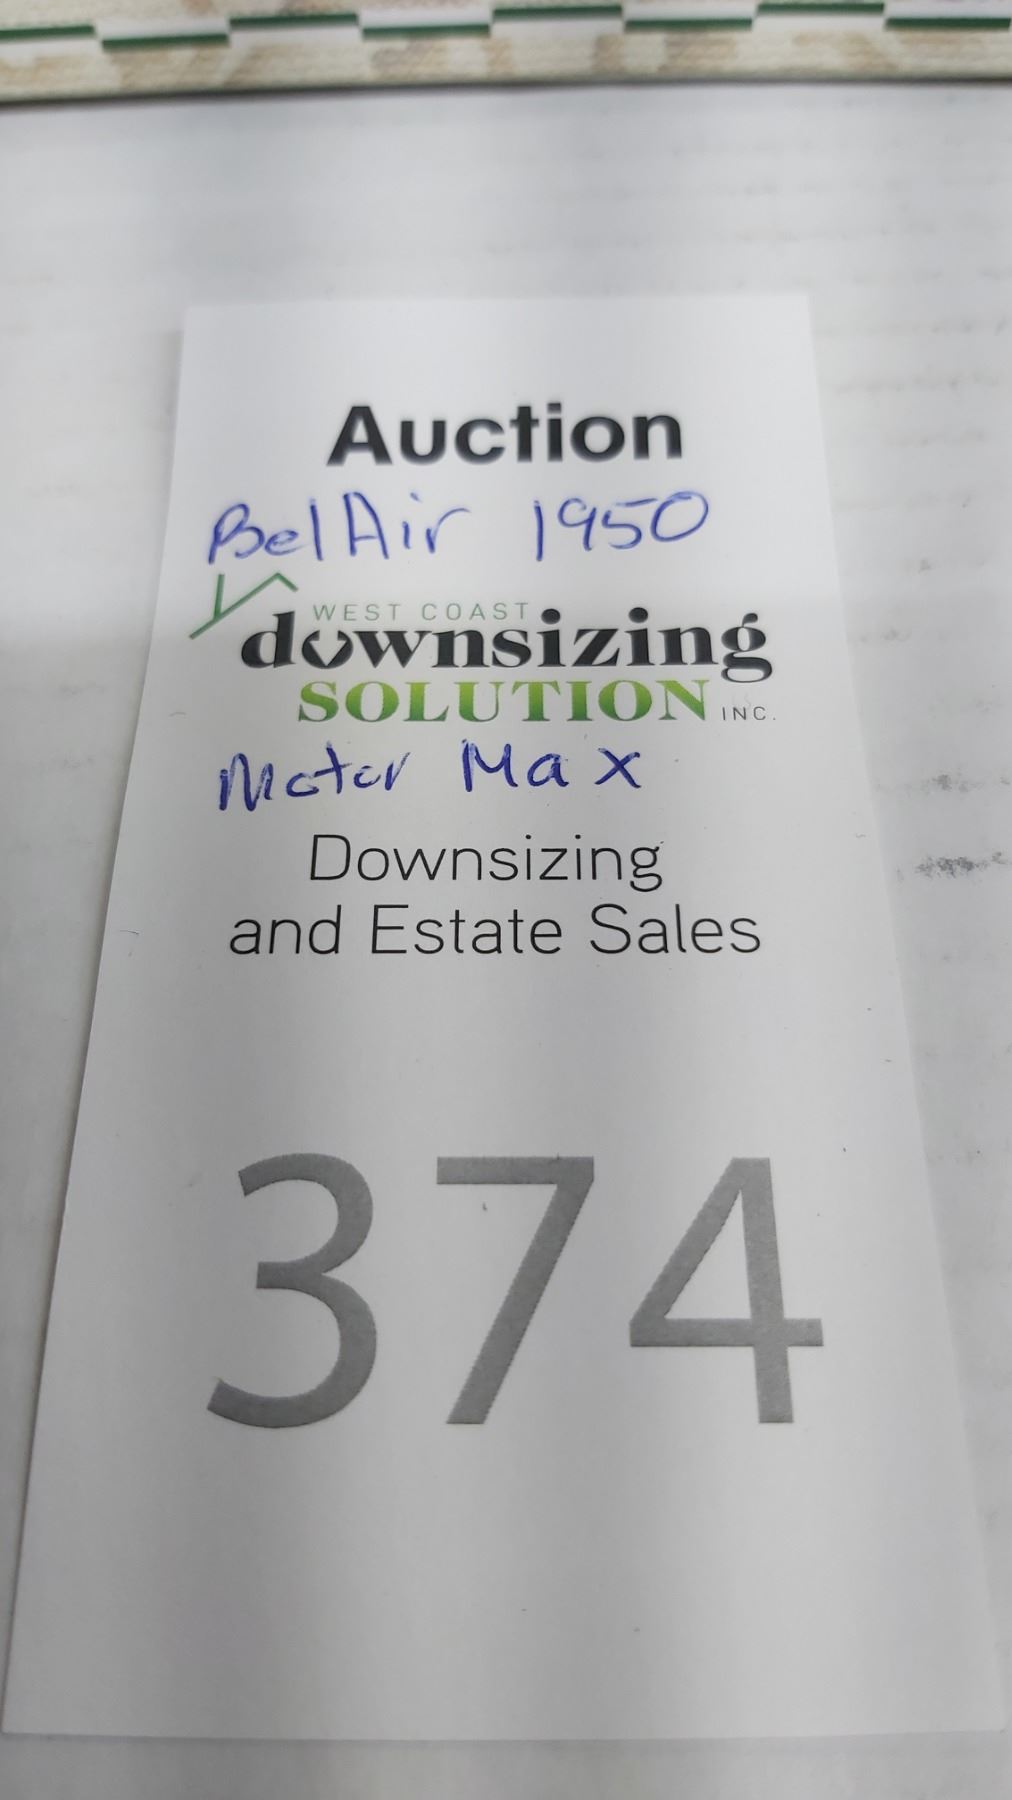 Auction
BelAir 1950
WEST COAST
downsizing
SOLUTION INC.
Motor Max
Downsizing
and Estate Sales
374